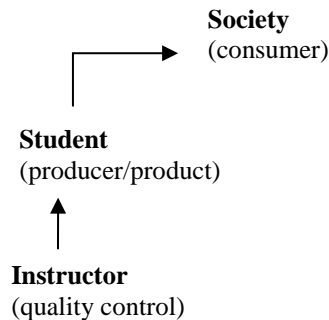 Society
(consumer)
Student
(producer/product)
Instructor
(quality control)